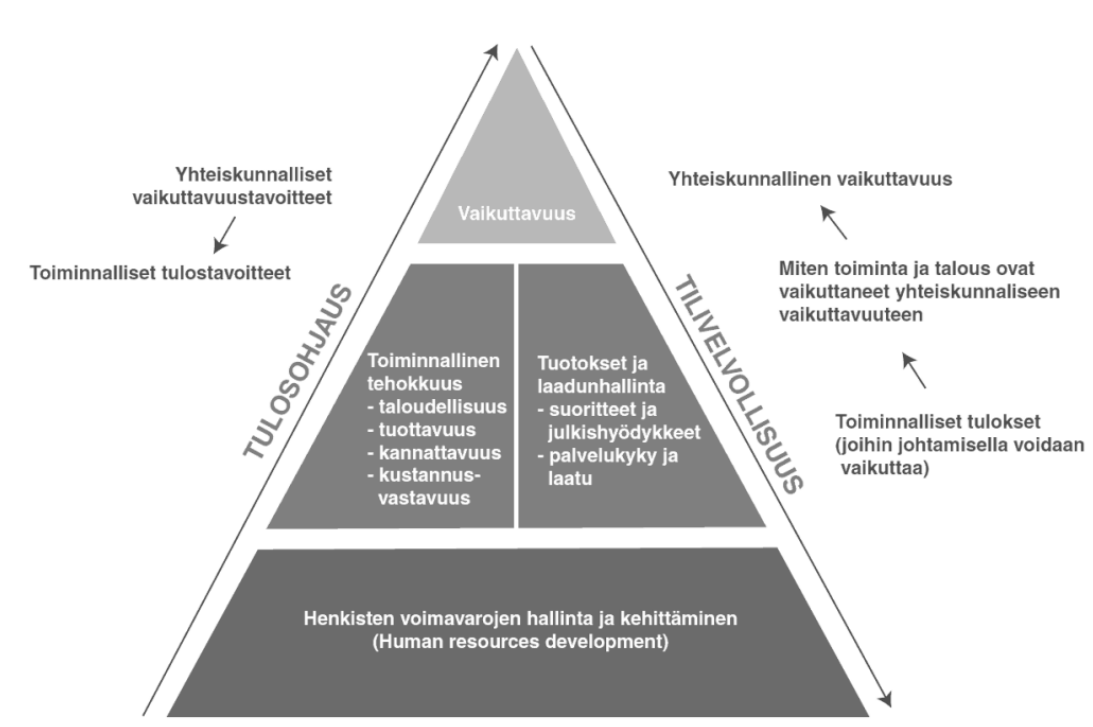 Yhteiskunnalliset
vaikuttavuustavoitteet
Toiminnalliset tulostavoitteet
TULOSOHJAUS
Vaikuttavuus
Toiminnallinen
tehokkuus
- taloudellisuus
- tuottavuus
- kannattavuus
- kustannus-
vastavuus
Tuotokset ja
laadunhallinta
- suoritteet ja
julkishyödykkeet
- palvelukyky ja
laatu
Henkisten voimavarojen hallinta ja kehittäminen
(Human resources development)
TILIVELVOLLISUUS
Yhteiskunnallinen vaikuttavuus
Miten toiminta ja talous ovat
vaikuttaneet yhteiskunnaliseen
vaikuttavuuteen
Toiminnalliset tulokset
(joihin johtamisella voidaan
vaikuttaa)